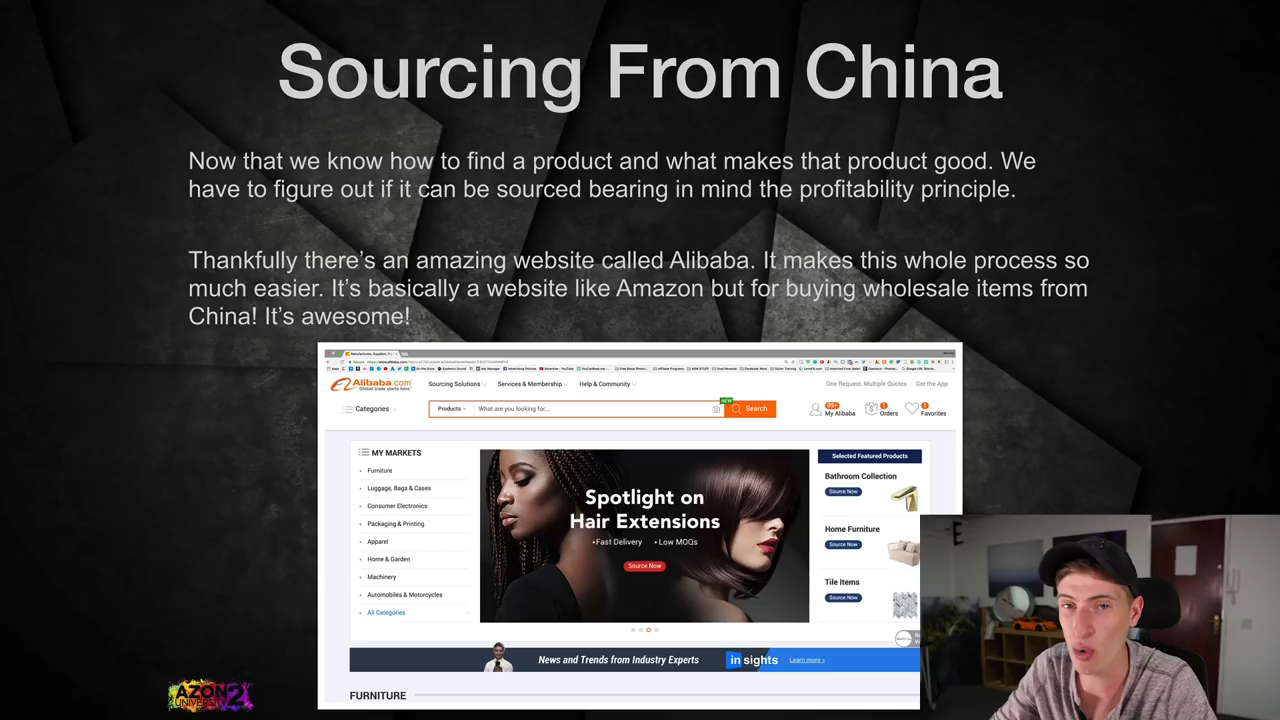 Sourcing From China
Now that we know how to find a product and what makes that product good. We
have to figure out if it can be sourced bearing in mind the profitability principle.
Thankfully there's an amazing website called Alibaba. It makes this whole process so
much easier. It's basically a website like Amazon but for buying wholesale items from
China! It's awesome!
Alibaba.com
Global trade starts here
Sourcing Solutions
Services & Membership
Help & Community
One Request, Multiple Quotes
Get the App
Categories
Products
What are you looking for...
NEW
Search
99+
My Alibaba
1
Orders
1
Favorites
MY MARKETS
Furniture
Luggage, Bags & Cases
Consumer Electronics
Packaging & Printing
Apparel
Home & Garden
Machinery
Automobiles & Motorcycles
All Categories
Spotlight on
Hair Extensions
•Fast Delivery • Low MOQs
Source Now
Selected Featured Products
Bathroom Collection
Source Now
Home Furniture
Source Now
Tile Items
Source Now
News and Trends from Industry Experts
insights
Learn more »
FURNITURE
AZON
UNIVERSITY
2